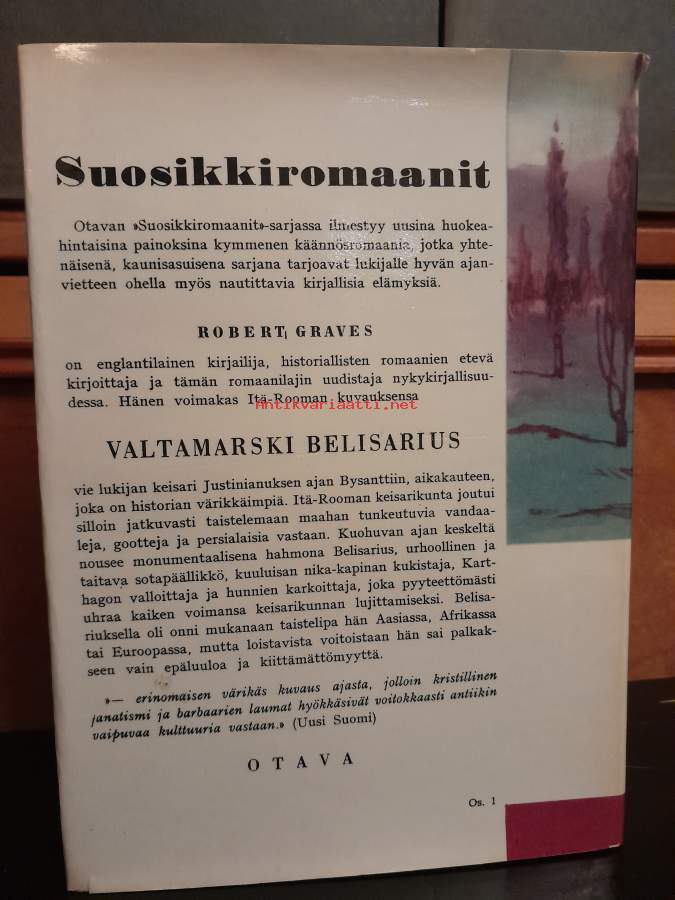 Suosikkiromaanit
Otavan »Suosikkiromaanit»-sarjassa ilmestyy uusina huokea-
hintaisina painoksina kymmenen käännösromaania, jotka yhte-
näisenä, kaunisasuisena sarjana tarjoavat lukijalle hyvän ajan-
vietteen ohella myös nautittavia kirjallisia elämyksiä.
ROBERT GRAVES
on englantilainen kirjailija, historiallisten romaanien etevä
kirjoittaja ja tämän romaanilajin uudistaja nykykirjallisuu-
dessa. Hänen voimakas Itä-Rooman kuvauksensa
Antikvariaatti.net
VALTAMARSKI BELISARIUS
vie lukijan keisari Justinianuksen ajan Bysanttiin, aikakauteen,
joka on historian värikkäimpiä. Itä-Rooman keisarikunta joutui
silloin jatkuvasti taistelemaan maahan tunkeutuvia vandaa-
leja, gootteja ja persialaisia vastaan. Kuohuvan ajan keskeltä
nousee monumentaalisena hahmona Belisarius, urhoollinen ja
taitava sotapäällikkö, kuuluisan nika-kapinan kukistaja, Kart-
hagon valloittaja ja hunnien karkoittaja, joka pyyteettömästi
uhraa kaiken voimansa keisarikunnan lujittamiseksi. Belisa-
riuksella oli onni mukanaan taistelipa hän Aasiassa, Afrikassa
tai Euroopassa, mutta loistavista voitoistaan hän sai palkak-
seen vain epäluuloa ja kiittämättömyyttä.
»— erinomaisen värikäs kuvaus ajasta, jolloin kristillinen
fanatismi ja barbaarien laumat hyökkäsivät voitokkaasti antiikin
vaipuvaa kulttuuria vastaan.» (Uusi Suomi)
OTAVA
Os. 1